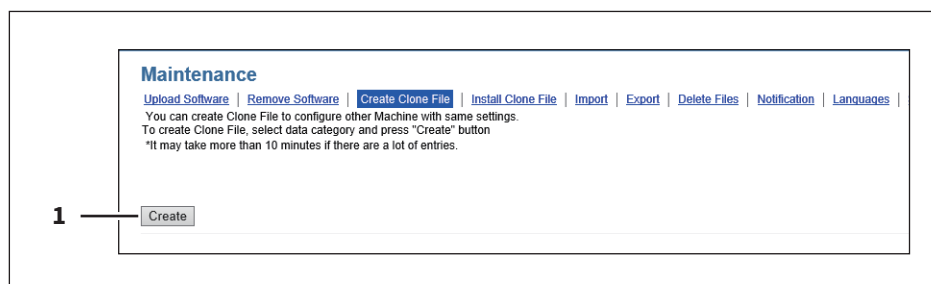 Maintenance
Upload Software | Remove Software | Create Clone File | Install Clone File | Import | Export | Delete Files | Notification | Languages |
You can create Clone File to configure other Machine with same settings.
To create Clone File, select data category and press "Create" button
*It may take more than 10 minutes if there are a lot of entries.
1 Create